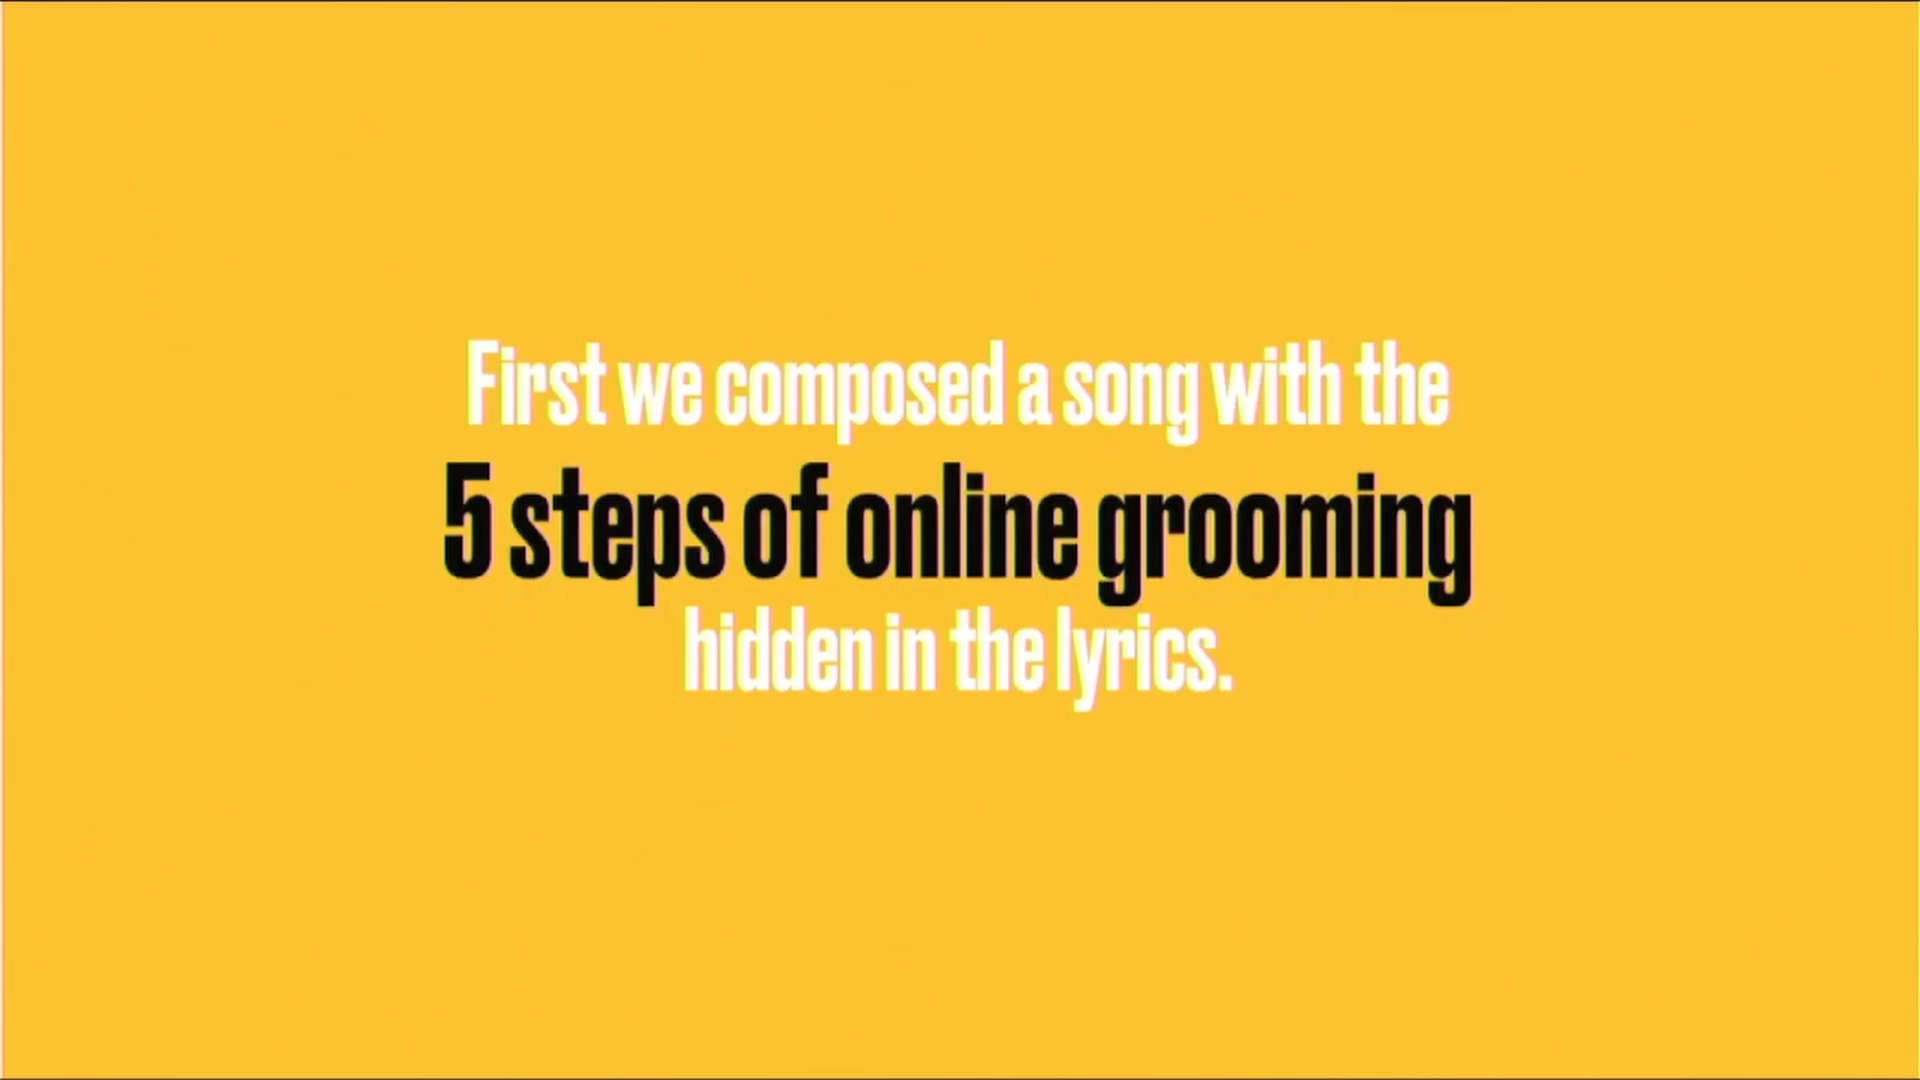 First we composed a song with the
5 steps of online grooming
hidden in the lyrics.